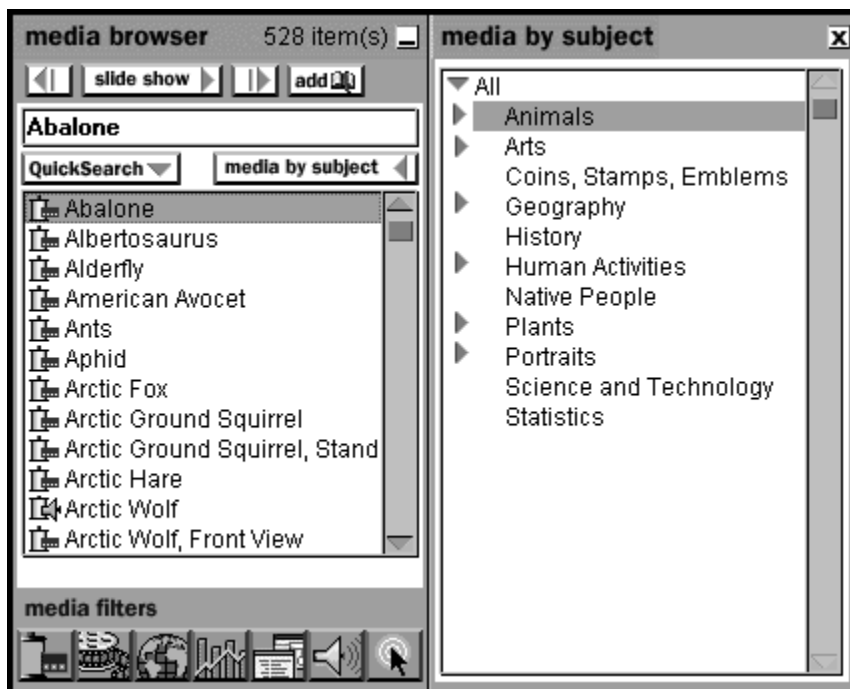 media browser 528 item(s)
slide show add
Abalone
QuickSearch media by subject
Abalone
Albertosaurus
Alderfly
American Avocet
Ants
Aphid
Arctic Fox
Arctic Ground Squirrel
Arctic Ground Squirrel, Stand
Arctic Hare
Arctic Wolf
Arctic Wolf, Front View
media filters
media by subject x
All
Animals
Arts
Coins, Stamps, Emblems
Geography
History
Human Activities
Native People
Plants
Portraits
Science and Technology
Statistics